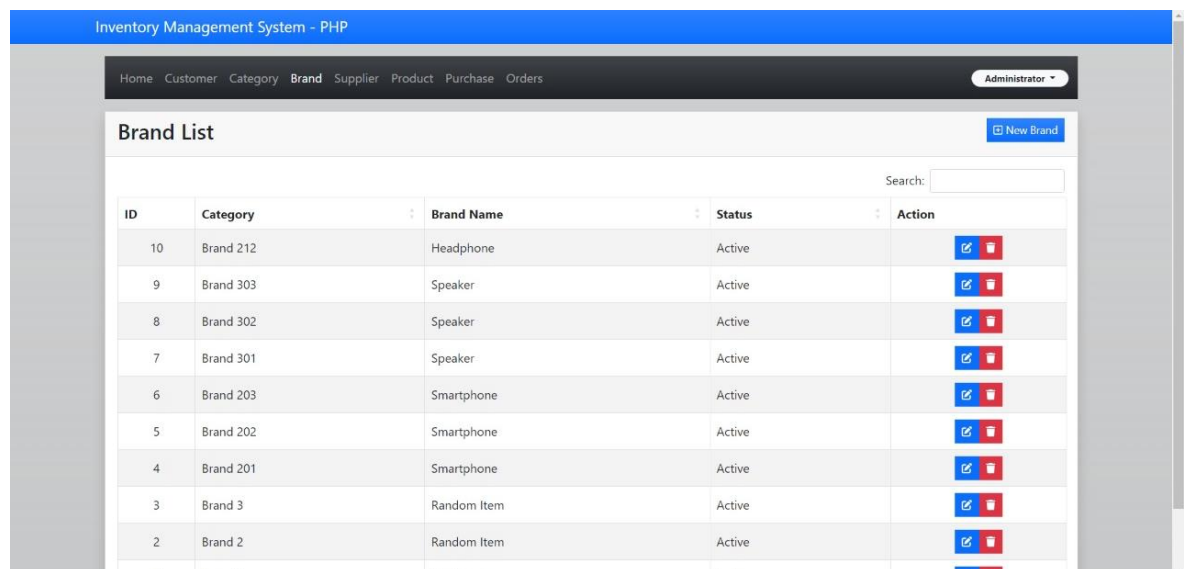 Inventory Management System - PHP
Home Customer Category Brand Supplier Product Purchase Orders Administrator
Brand List New Brand
Search:
ID Category Brand Name Status Action
10 Brand 212 Headphone Active
9 Brand 303 Speaker Active
8 Brand 302 Speaker Active
7 Brand 301 Speaker Active
6 Brand 203 Smartphone Active
5 Brand 202 Smartphone Active
4 Brand 201 Smartphone Active
3 Brand 3 Random Item Active
2 Brand 2 Random Item Active